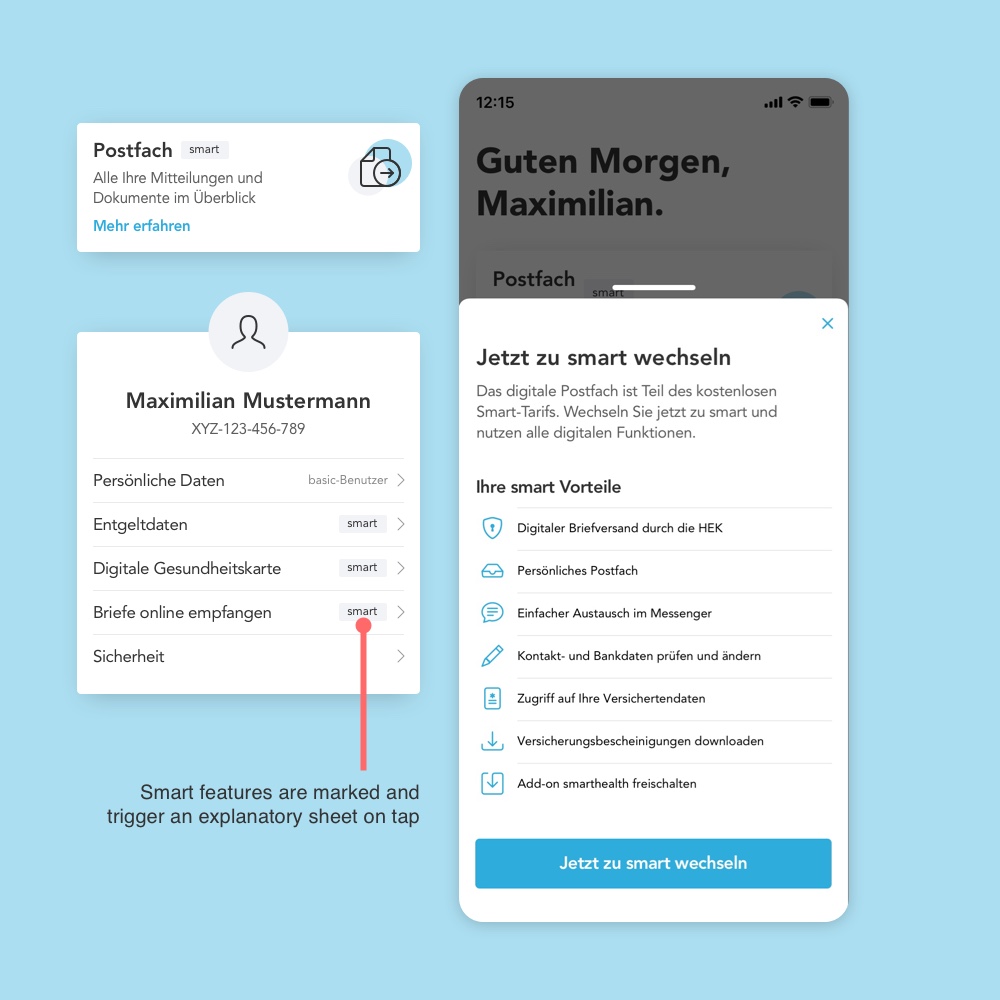 Postfach smart
Alle Ihre Mitteilungen und
Dokumente im Überblick
Mehr erfahren
Maximilian Mustermann
XYZ-123-456-789
Persönliche Daten basic-Benutzer
Entgeltdaten smart
Digitale Gesundheitskarte smart
Briefe online empfangen smart
Sicherheit
Smart features are marked and
trigger an explanatory sheet on tap
12:15
Guten Morgen,
Maximilian.
Postfach smart
Jetzt zu smart wechseln
Das digitale Postfach ist Teil des kostenlosen
Smart-Tarifs. Wechseln Sie jetzt zu smart und
nutzen alle digitalen Funktionen.
Ihre smart Vorteile
Digitaler Briefversand durch die HEK
Persönliches Postfach
Einfacher Austausch im Messenger
Kontakt- und Bankdaten prüfen und ändern
Zugriff auf Ihre Versichertendaten
Versicherungsbescheinigungen downloaden
Add-on smarthealth freischalten
Jetzt zu smart wechseln